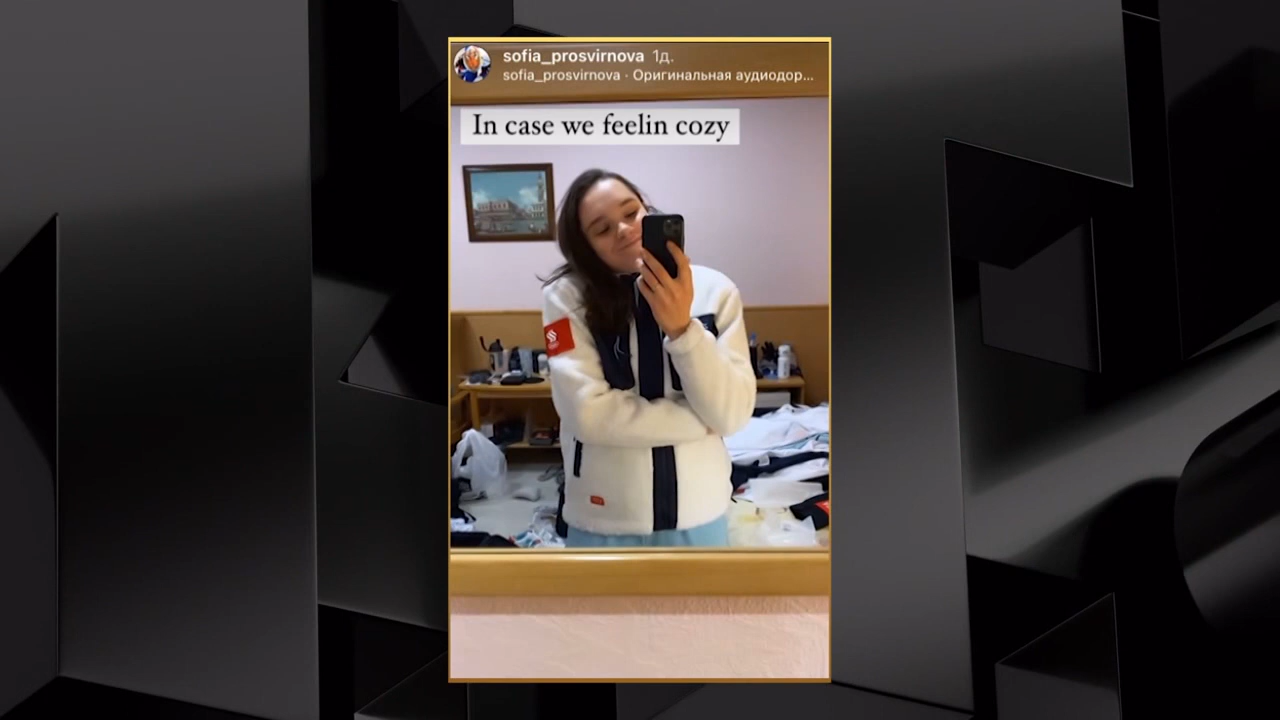 sofia_prosvirnova 1д.
sofia_prosvirnova · Оригинальная аудиодор...
In case we feelin cozy